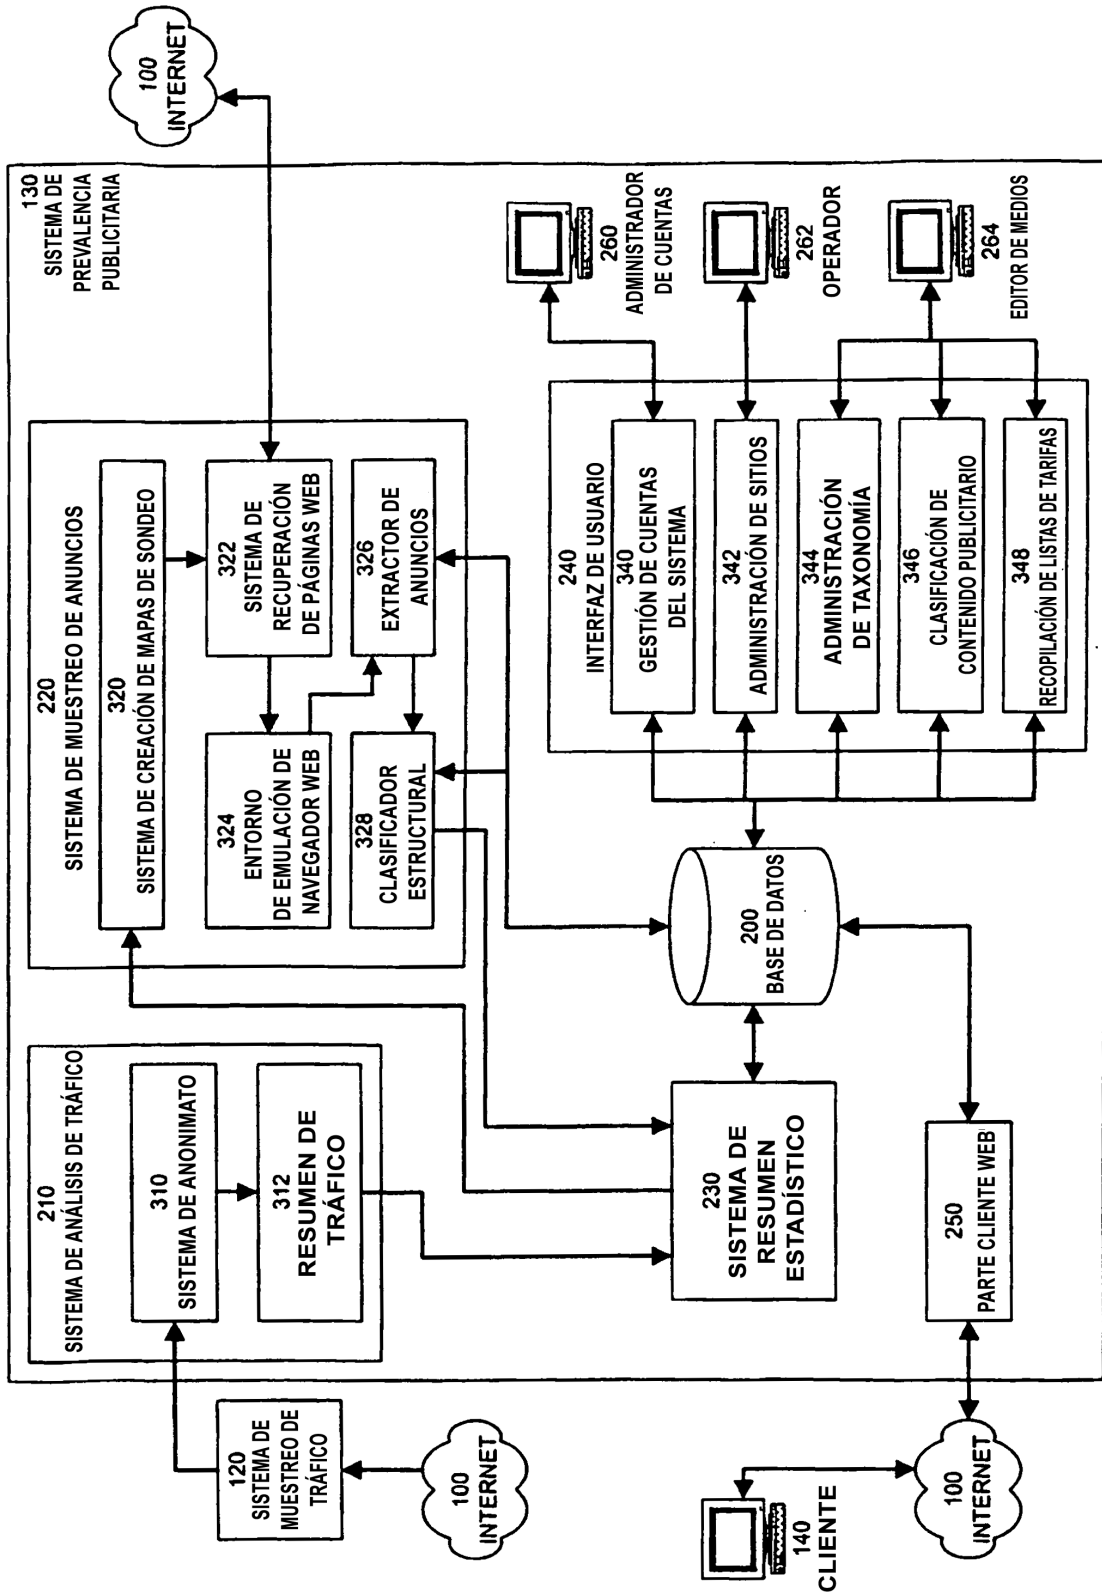 130
SISTEMA DE
PREVALENCIA
PUBLICITARIA
100
INTERNET
210
SISTEMA DE ANÁLISIS DE TRÁFICO
310
SISTEMA DE ANONIMATO
312
RESUMEN DE
TRÁFICO
120
SISTEMA DE
MUESTREO DE
TRÁFICO
100
INTERNET
220
SISTEMA DE MUESTREO DE ANUNCIOS
320
SISTEMA DE CREACIÓN DE MAPAS DE SONDEO
322
SISTEMA DE
RECUPERACIÓN
DE PÁGINAS WEB
324
ENTORNO
DE EMULACIÓN DE
NAVEGADOR WEB
326
EXTRACTOR DE
ANUNCIOS
328
CLASIFICADOR
ESTRUCTURAL
230
SISTEMA DE
RESUMEN
ESTADÍSTICO
200
BASE DE DATOS
240
INTERFAZ DE USUARIO
340
GESTIÓN DE CUENTAS
DEL SISTEMA
342
ADMINISTRACIÓN DE SITIOS
344
ADMINISTRACIÓN
DE TAXONOMÍA
346
CLASIFICACIÓN DE
CONTENIDO PUBLICITARIO
348
RECOPILACIÓN DE LISTAS DE TARIFAS
260
ADMINISTRADOR
DE CUENTAS
262
OPERADOR
264
EDITOR DE MEDIOS
250
PARTE CLIENTE WEB
140
CLIENTE
100
INTERNET